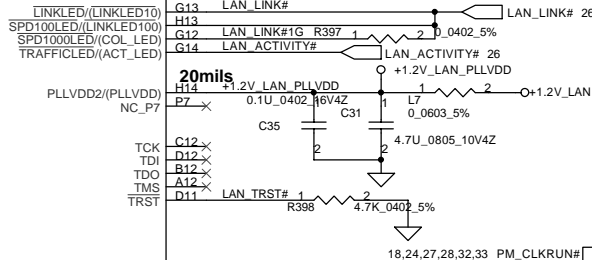 G13 LAN_LINK# LAN_LINK# 26
LINKLED/(LINKLED10)
H13
SPD100LED/(LINKLED100)
G12 LAN_LINK#1G R397 1 2 0_0402_5%
SPD1000LED/(COL_LED)
G14 LAN_ACTIVITY# LAN_ACTIVITY# 26
TRAFFICLED/(ACT_LED)
+1.2V_LAN_PLLVDD
20mils
PLLVDD2/(PLLVDD) H14 +1.2V_LAN_PLLVDD 1 2 +1.2V_LAN
NC_P7 P7 0.1U_0402_16V4Z 1 1 L7
C35 C31 0_0603_5%
2 2 4.7U_0805_10V4Z
TCK C12
TDI D12
TDO B12
TMS A12
TRST D11 LAN_TRST# 1 2
R398 4.7K_0402_5%
18,24,27,28,32,33 PM_CLKRUN#